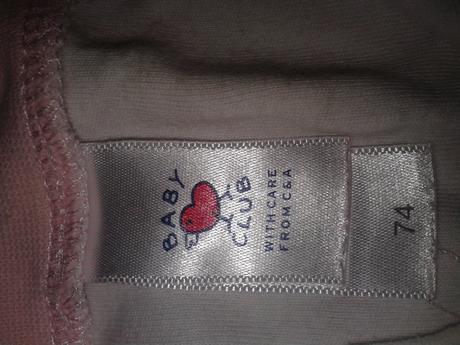 BABY
CLUB
WITH CARE
FROM C&A
74